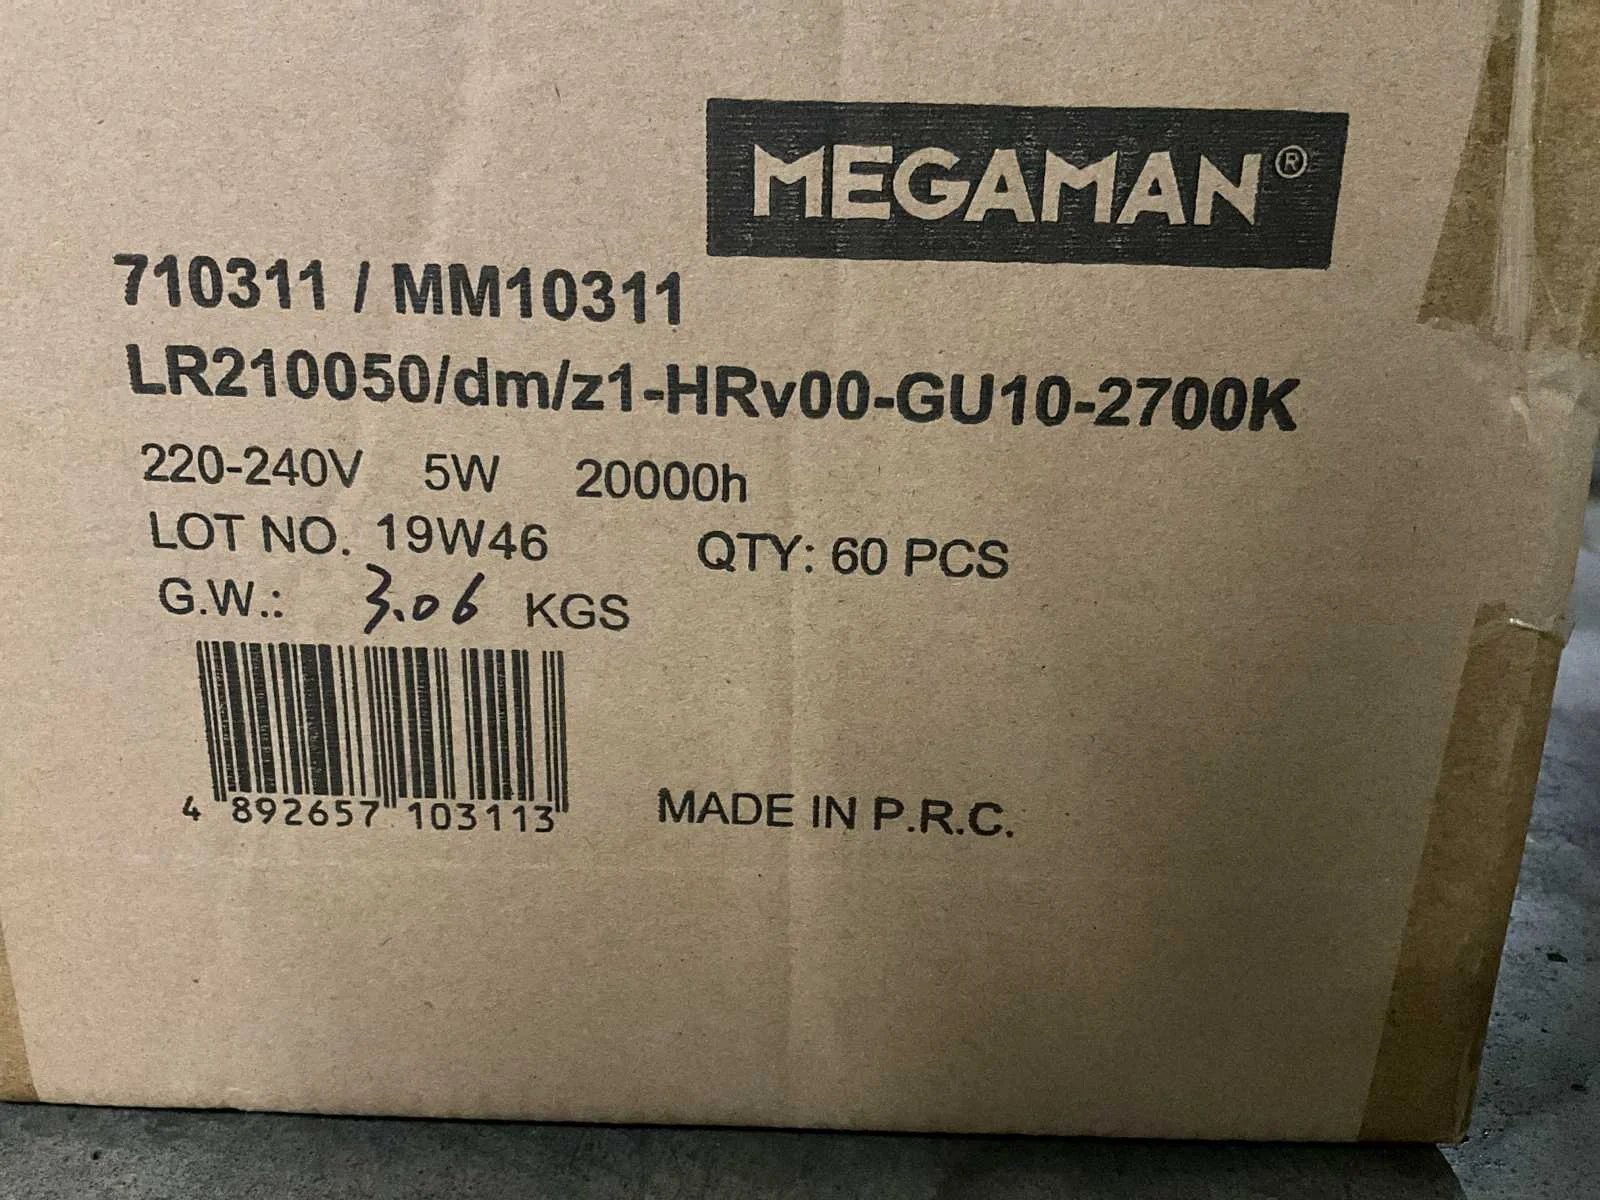 MEGAMAN®
710311 / MM10311
LR210050/dm/z1-HRv00-GU10-2700K
220-240V 5W 20000h
LOT NO. 19W46 QTY: 60 PCS
G.W.: 3.06 KGS
4 892657 103113
MADE IN P.R.C.